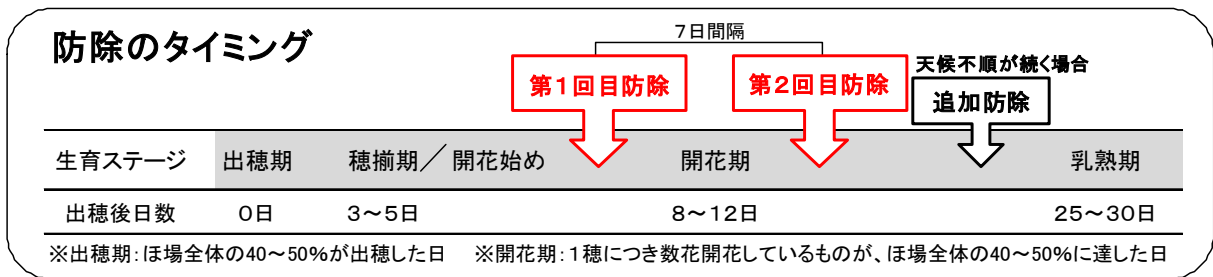 防除のタイミング
7日間隔
第1回目防除
第2回目防除
天候不順が続く場合
追加防除
生育ステージ 出穂期 穂揃期／開花始め 開花期 乳熟期
出穂後日数 0日 3～5日 8～12日 25～30日
※出穂期：ほ場全体の40～50%が出穂した日 ※開花期：1穂につき数花開花しているものが、ほ場全体の40～50%に達した日